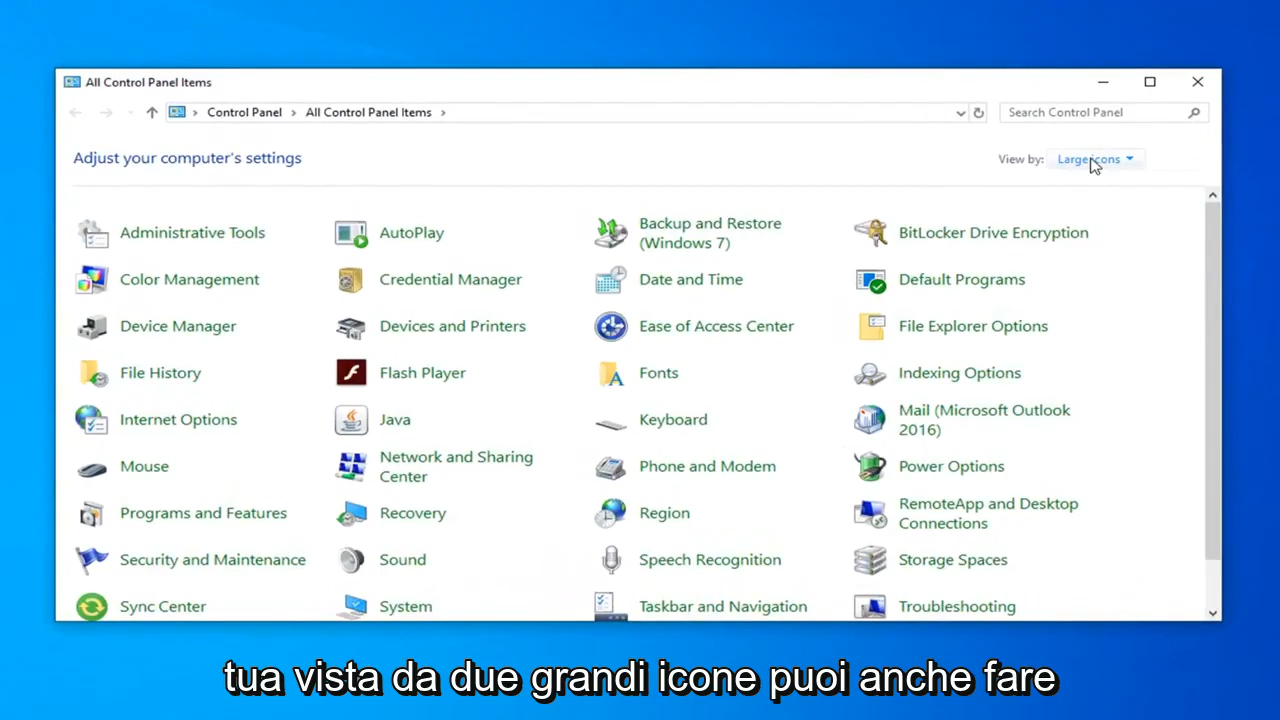 All Control Panel Items
Control Panel > All Control Panel Items >
Search Control Panel
Adjust your computer's settings
View by: Large icons
Administrative Tools
AutoPlay
Backup and Restore
(Windows 7)
BitLocker Drive Encryption
Color Management
Credential Manager
Date and Time
Default Programs
Device Manager
Devices and Printers
Ease of Access Center
File Explorer Options
File History
Flash Player
Fonts
Indexing Options
Internet Options
Java
Keyboard
Mail (Microsoft Outlook
2016)
Mouse
Network and Sharing
Center
Phone and Modem
Power Options
Programs and Features
Recovery
Region
RemoteApp and Desktop
Connections
Security and Maintenance
Sound
Speech Recognition
Storage Spaces
Sync Center
System
Taskbar and Navigation
Troubleshooting
tua vista da due grandi icone puoi anche fare